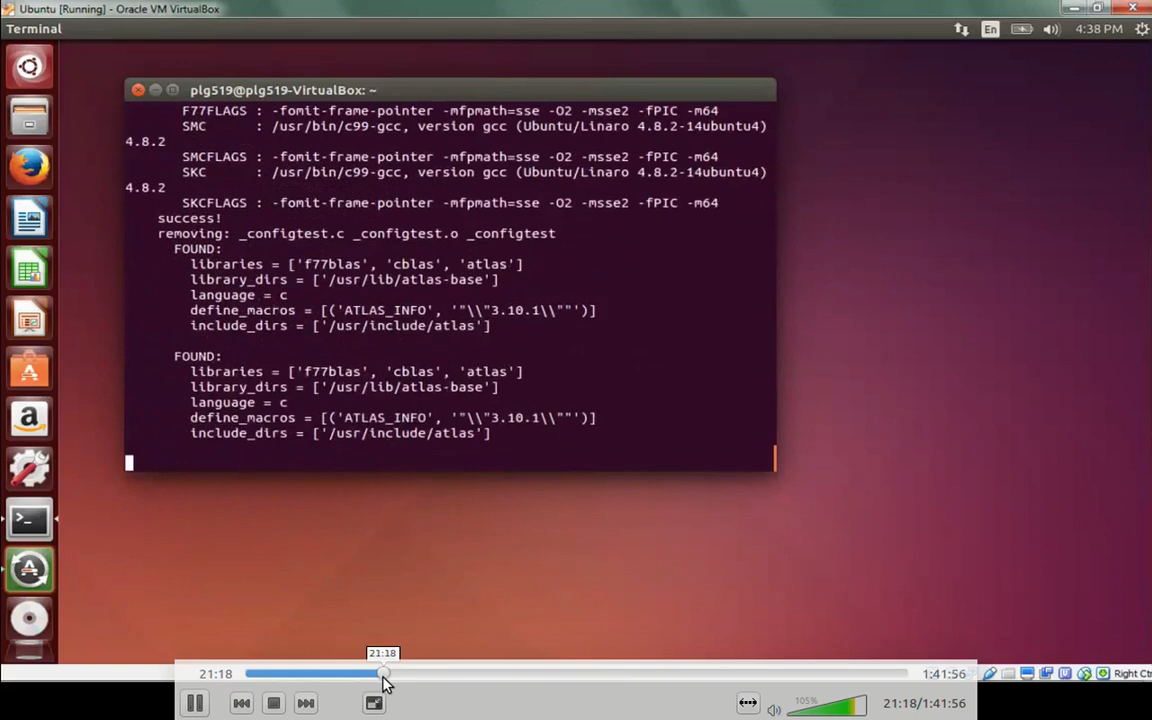 Ubuntu [Running] - Oracle VM VirtualBox
Terminal
En
4:38 PM
plg519@plg519-VirtualBox: ~
F77FLAGS : -fomit-frame-pointer -mfpmath=sse -O2 -msse2 -fPIC -m64
SMC : /usr/bin/c99-gcc, version gcc (Ubuntu/Linaro 4.8.2-14ubuntu4)
4.8.2
SMCFLAGS : -fomit-frame-pointer -mfpmath=sse -O2 -msse2 -fPIC -m64
SKC : /usr/bin/c99-gcc, version gcc (Ubuntu/Linaro 4.8.2-14ubuntu4)
4.8.2
SKCFLAGS : -fomit-frame-pointer -mfpmath=sse -O2 -msse2 -fPIC -m64
success!
removing: _configtest.c _configtest.o _configtest
FOUND:
libraries = ['f77blas', 'cblas', 'atlas']
library_dirs = ['/usr/lib/atlas-base']
language = c
define_macros = [('ATLAS_INFO', '"\\"3.10.1\\""')]
include_dirs = ['/usr/include/atlas']
FOUND:
libraries = ['f77blas', 'cblas', 'atlas']
library_dirs = ['/usr/lib/atlas-base']
language = c
define_macros = [('ATLAS_INFO', '"\\"3.10.1\\""')]
include_dirs = ['/usr/include/atlas']
21:18
21:18
1:41:56
Right Ctr
105%
21:18/1:41:56